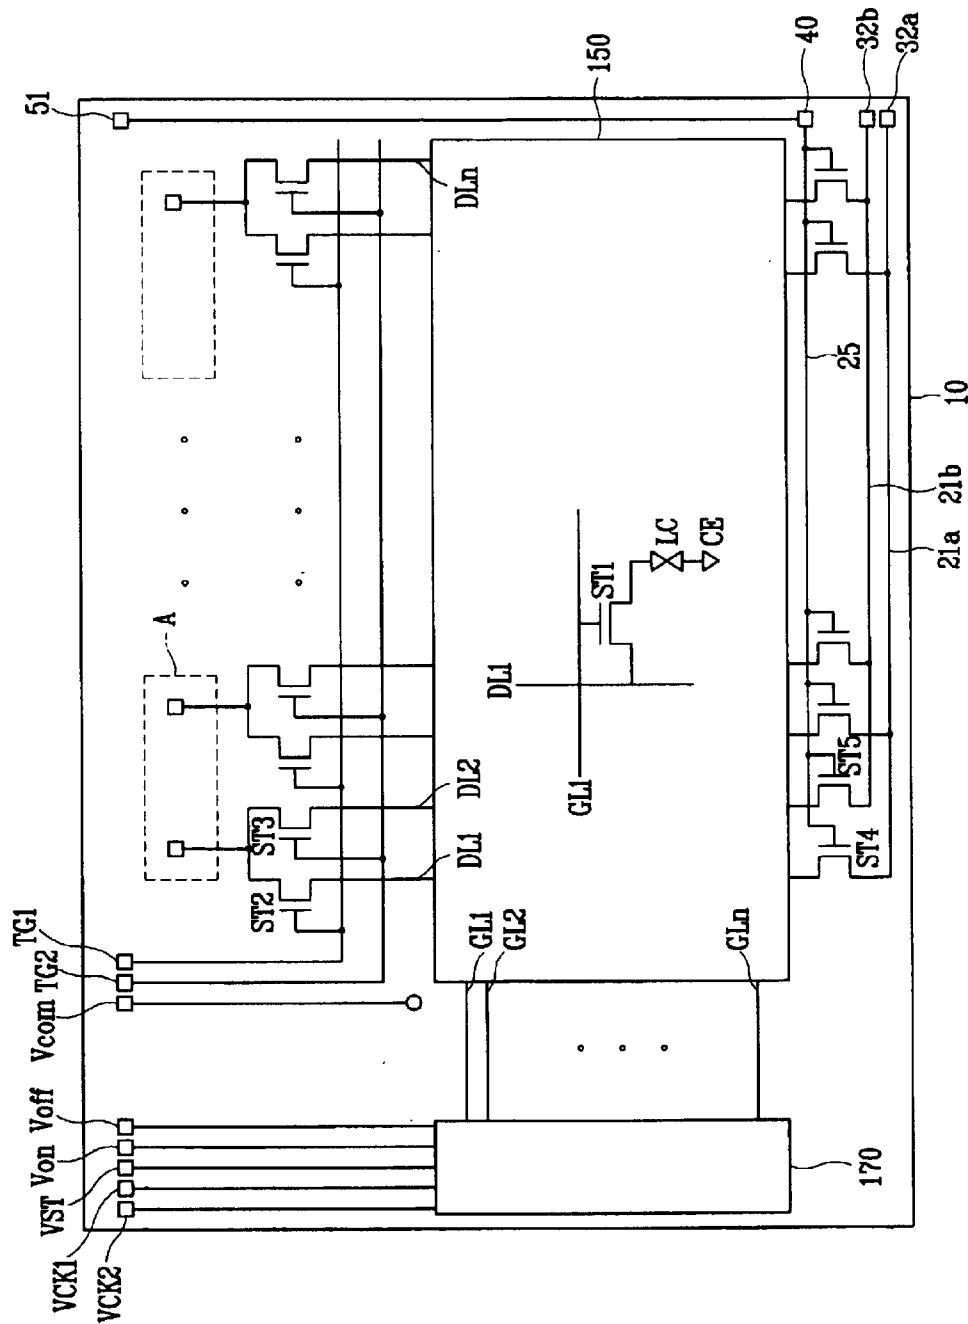 VCK2
VCK1
VST
Von
Voff
Vcom
TG2
TG1
A
51
ST2
ST3
DL1
DL2
DLn
150
40
32b
32a
GL1
GL2
GLn
170
GL1
DL1
ST1
LC
CE
ST4
ST5
25
21a
21b
10